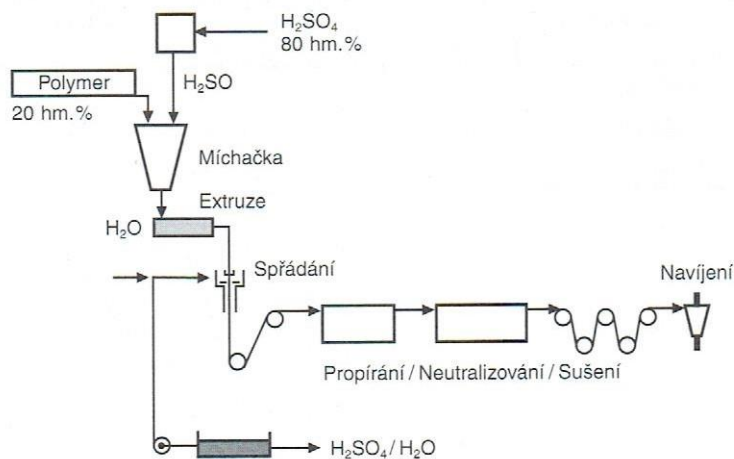 H₂SO₄
80 hm.%
H₂SO
Polymer
20 hm.%
Míchačka
Extruze
H₂O
Spřádání
Navíjení
Propírání / Neutralizování / Sušení
H₂SO₄/H₂O